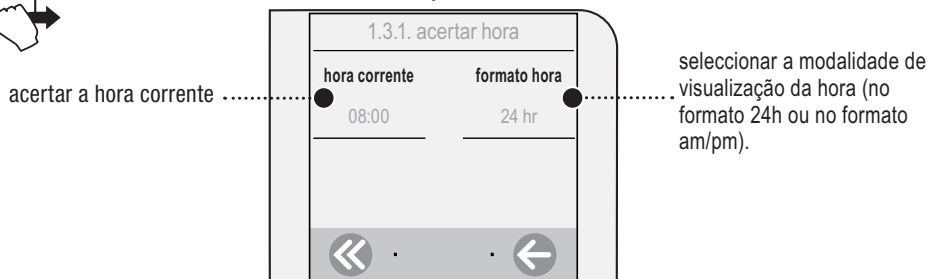 1.3.1. acertar hora
hora corrente formato hora
08:00 24 hr
acertar a hora corrente
seleccionar a modalidade de
visualização da hora (no
formato 24h ou no formato
am/pm).